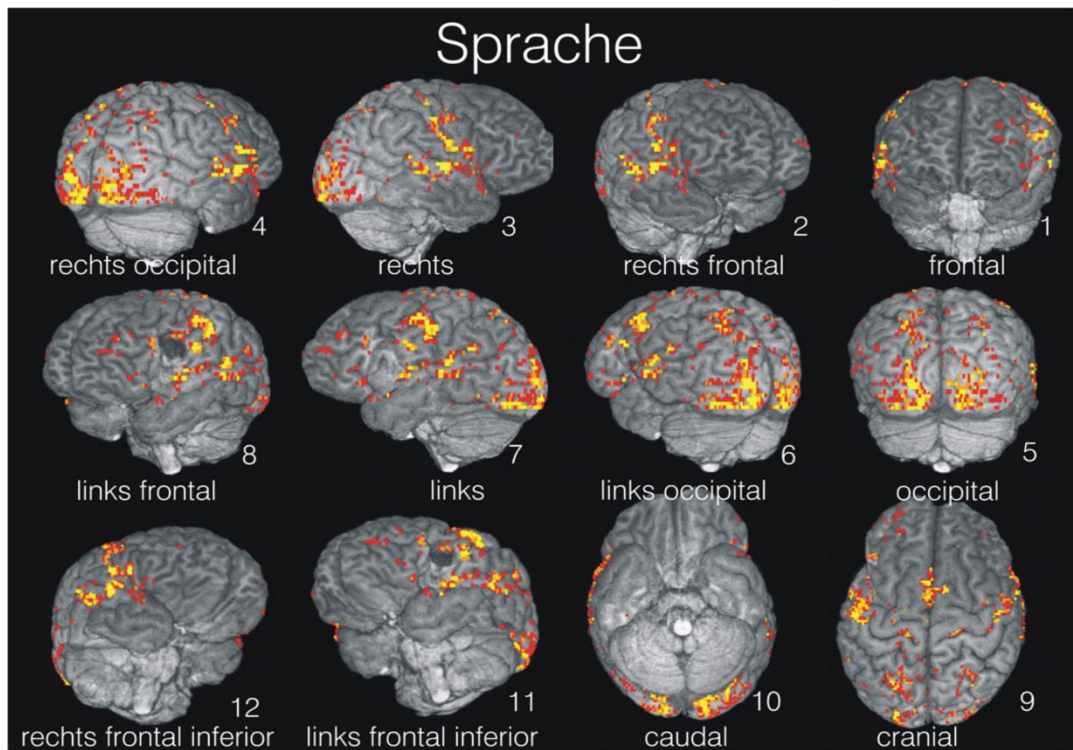 Sprache
4 3 2 1
rechts occipital rechts rechts frontal frontal
8 7 6 5
links frontal links links occipital occipital
12 11 10 9
rechts frontal inferior links frontal inferior caudal cranial